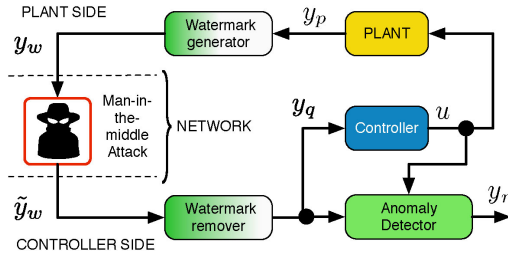 PLANT SIDE
Watermark
generator
y_p
PLANT
y_w
Man-in-
the-
middle
Attack
NETWORK
y_q
Controller
u
ỹ_w
Watermark
remover
Anomaly
Detector
y_r
CONTROLLER SIDE